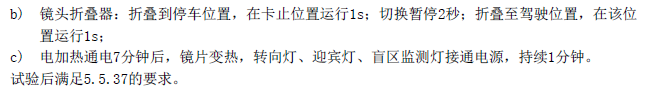 b) 镜头折叠器：折叠到停车位置，在卡止位置运行1s；切换暂停2秒；折叠至驾驶位置，在该位
置运行1s；
c) 电加热通电7分钟后，镜片变热，转向灯、迎宾灯、盲区监测灯接通电源，持续1分钟。
试验后满足5.5.37的要求。